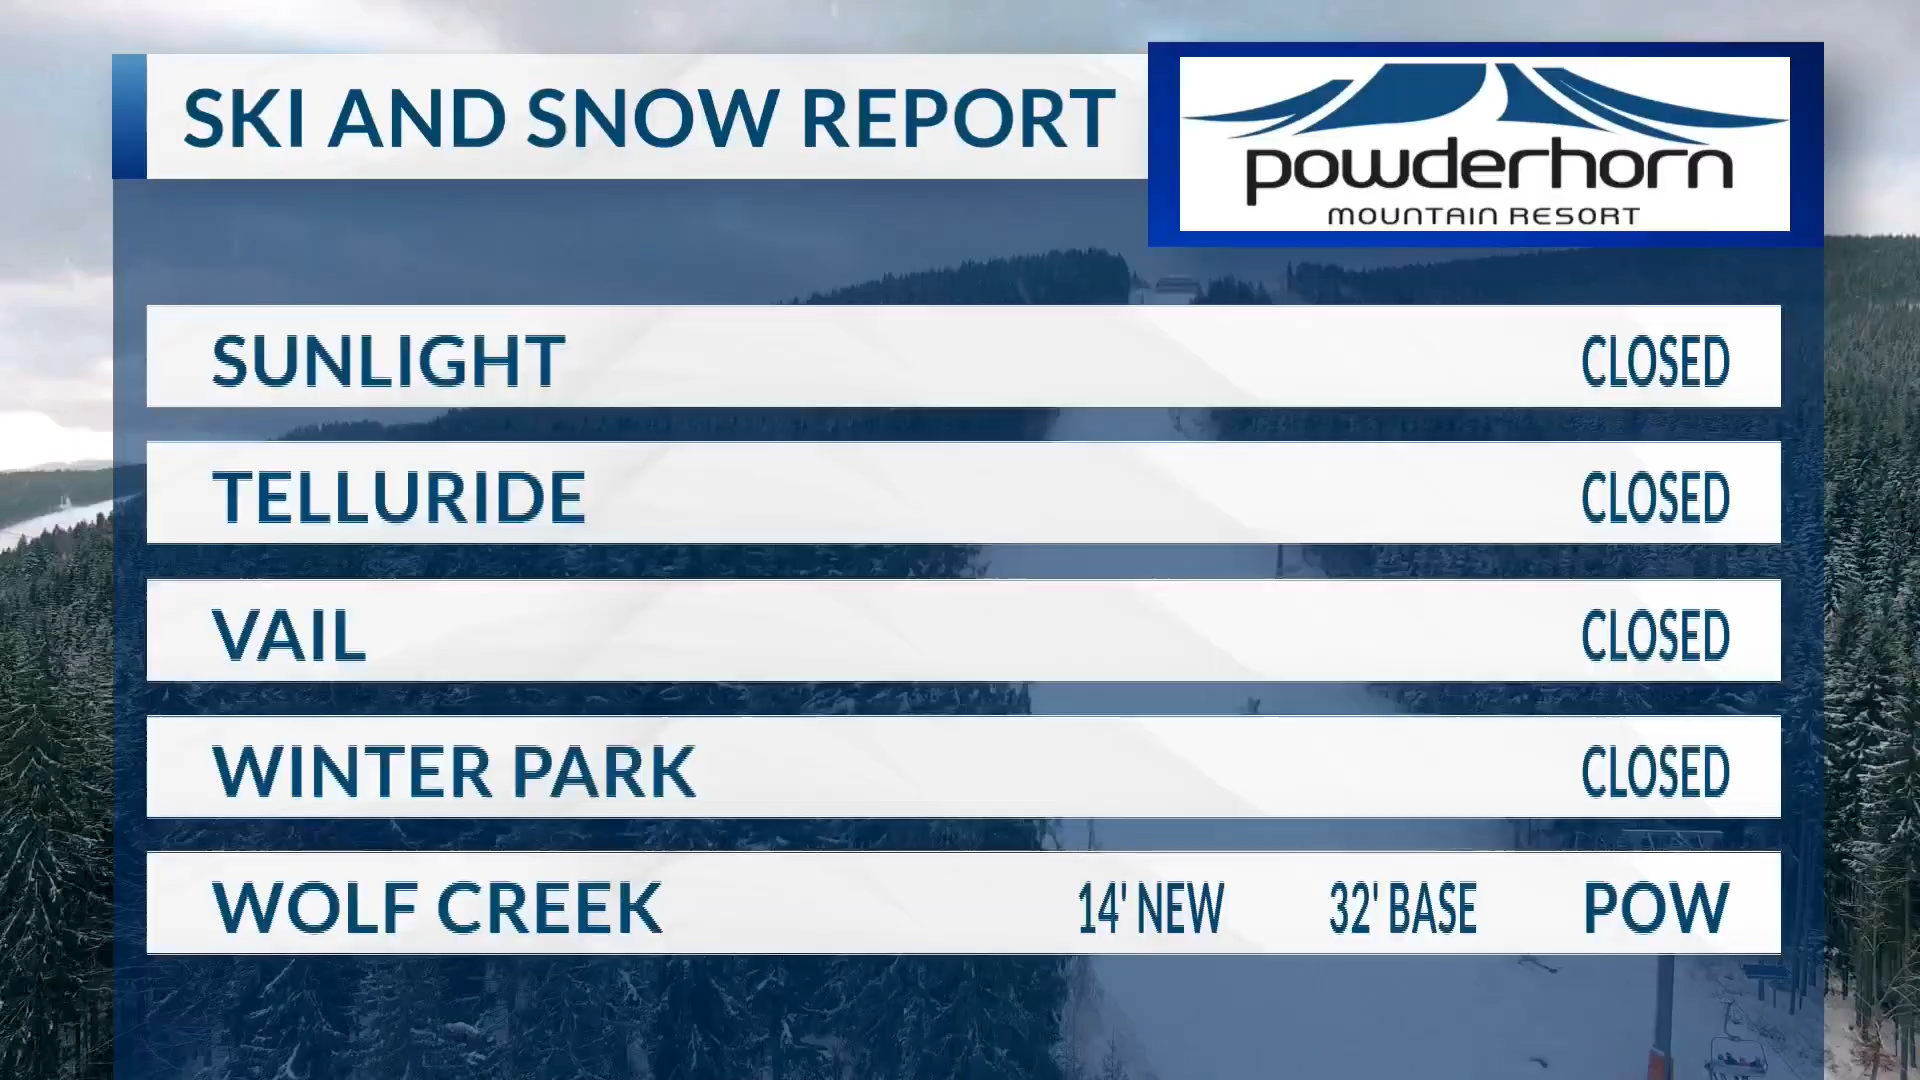 SKI AND SNOW REPORT
powderhorn
MOUNTAIN RESORT
SUNLIGHT CLOSED
TELLURIDE CLOSED
VAIL CLOSED
WINTER PARK CLOSED
WOLF CREEK 14' NEW 32' BASE POW